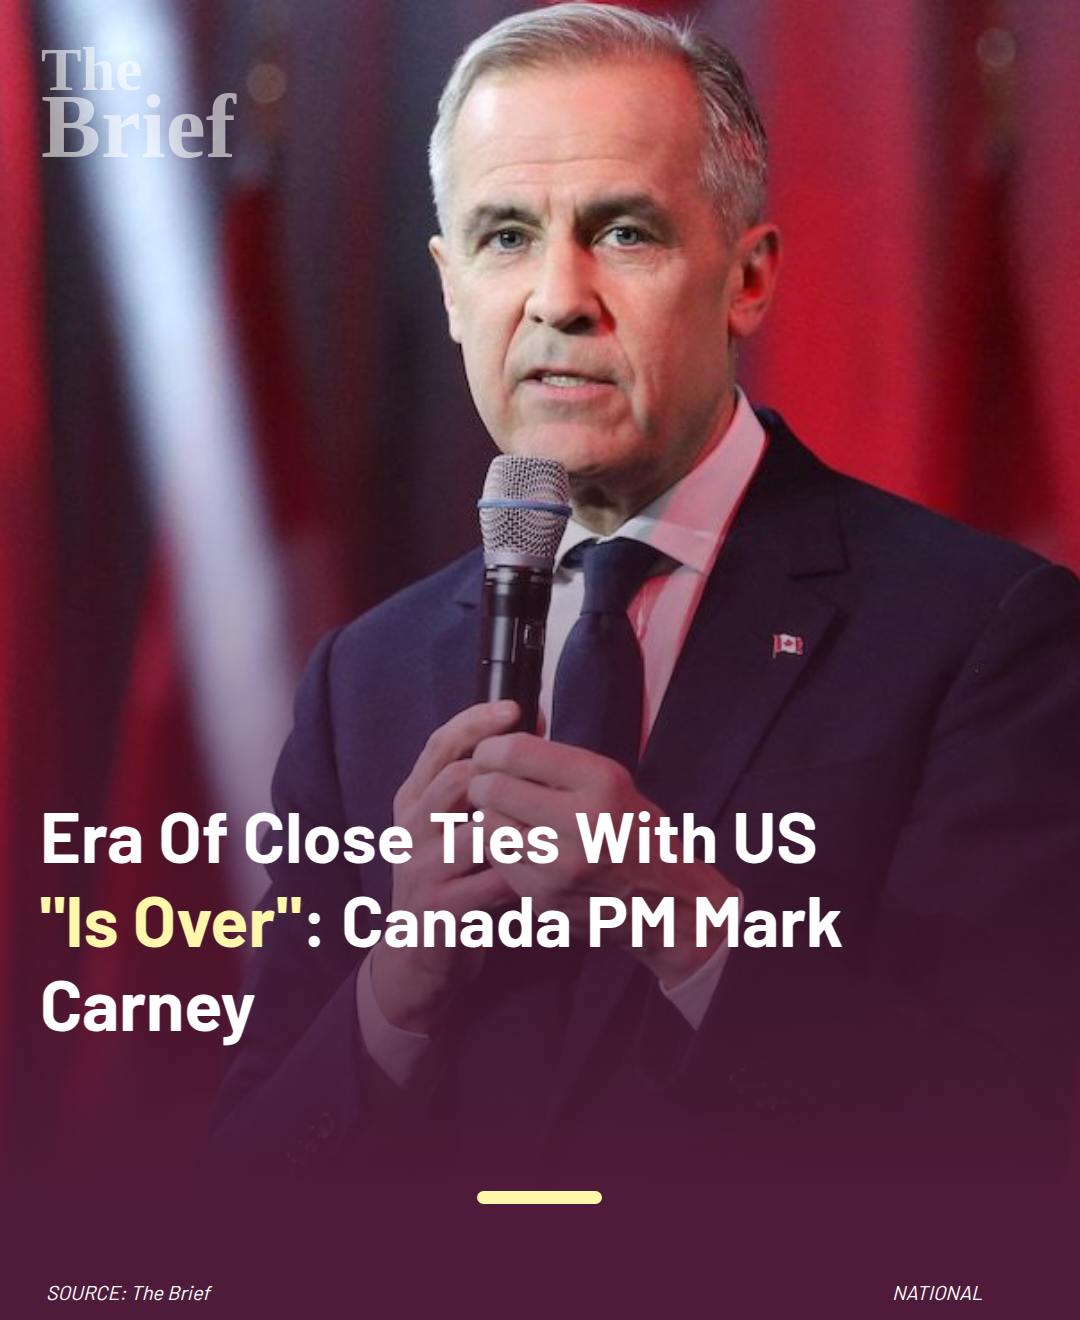 The
Brief
Era Of Close Ties With US
"Is Over": Canada PM Mark
Carney
SOURCE: The Brief
NATIONAL